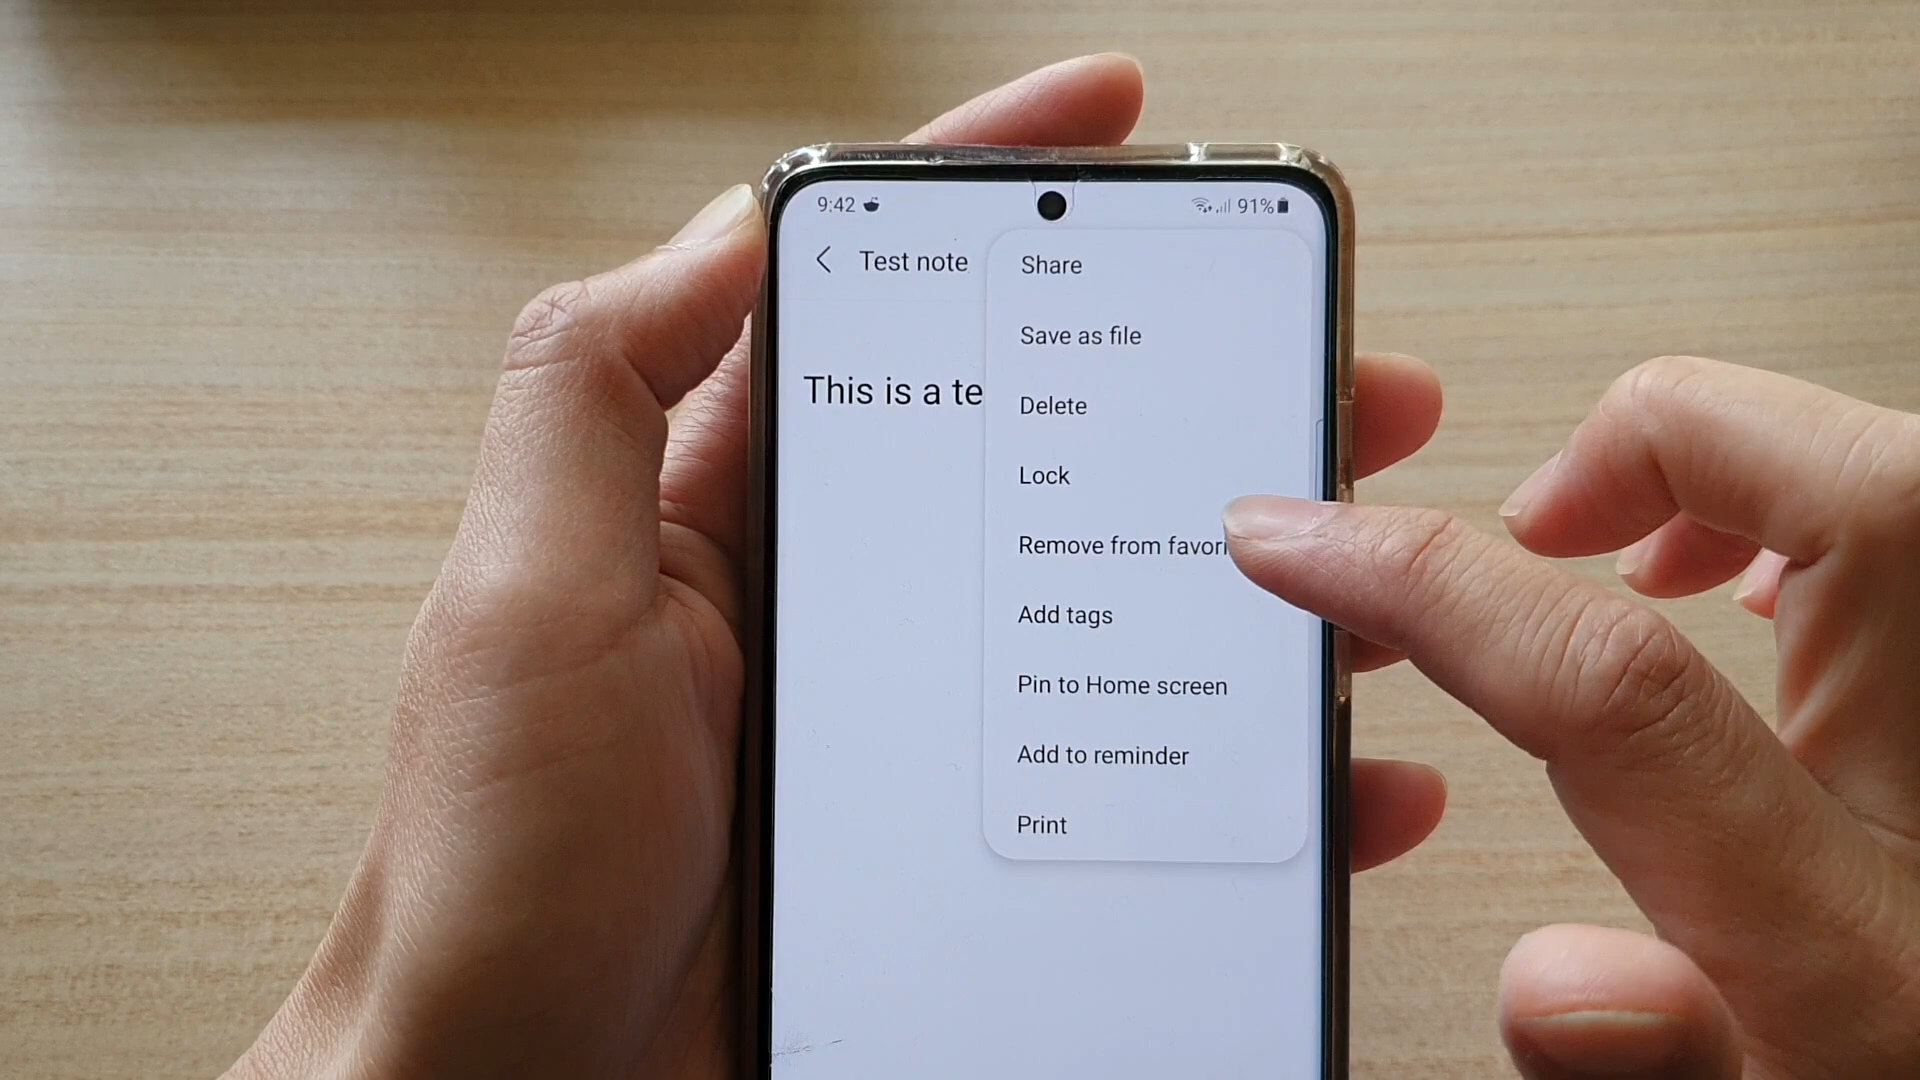 9:42
91%
Test note
This is a te
Share
Save as file
Delete
Lock
Remove from favori
Add tags
Pin to Home screen
Add to reminder
Print